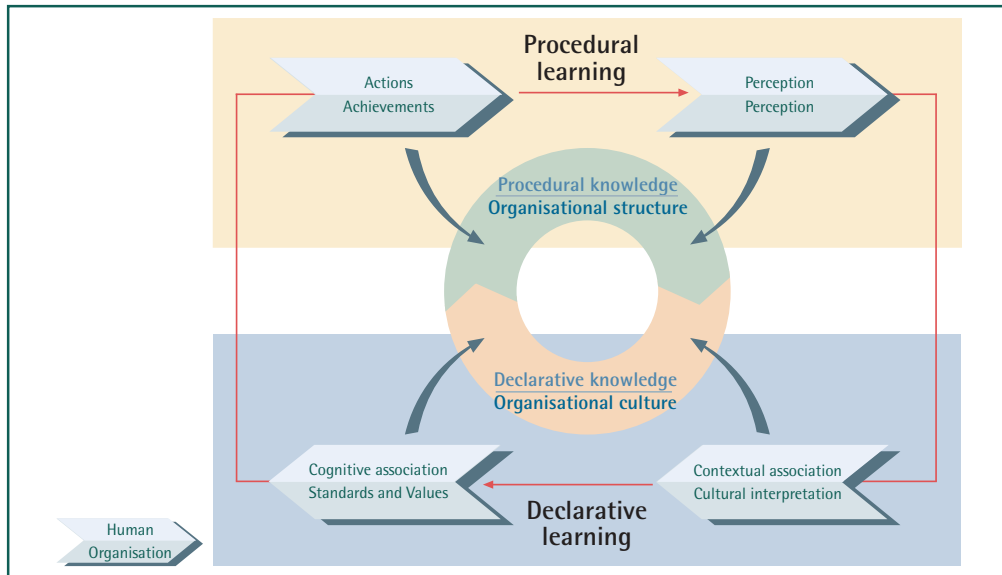 Procedural
learning
Actions
Achievements
Perception
Perception
Procedural knowledge
Organisational structure
Declarative knowledge
Organisational culture
Cognitive association
Standards and Values
Contextual association
Cultural interpretation
Declarative
learning
Human
Organisation